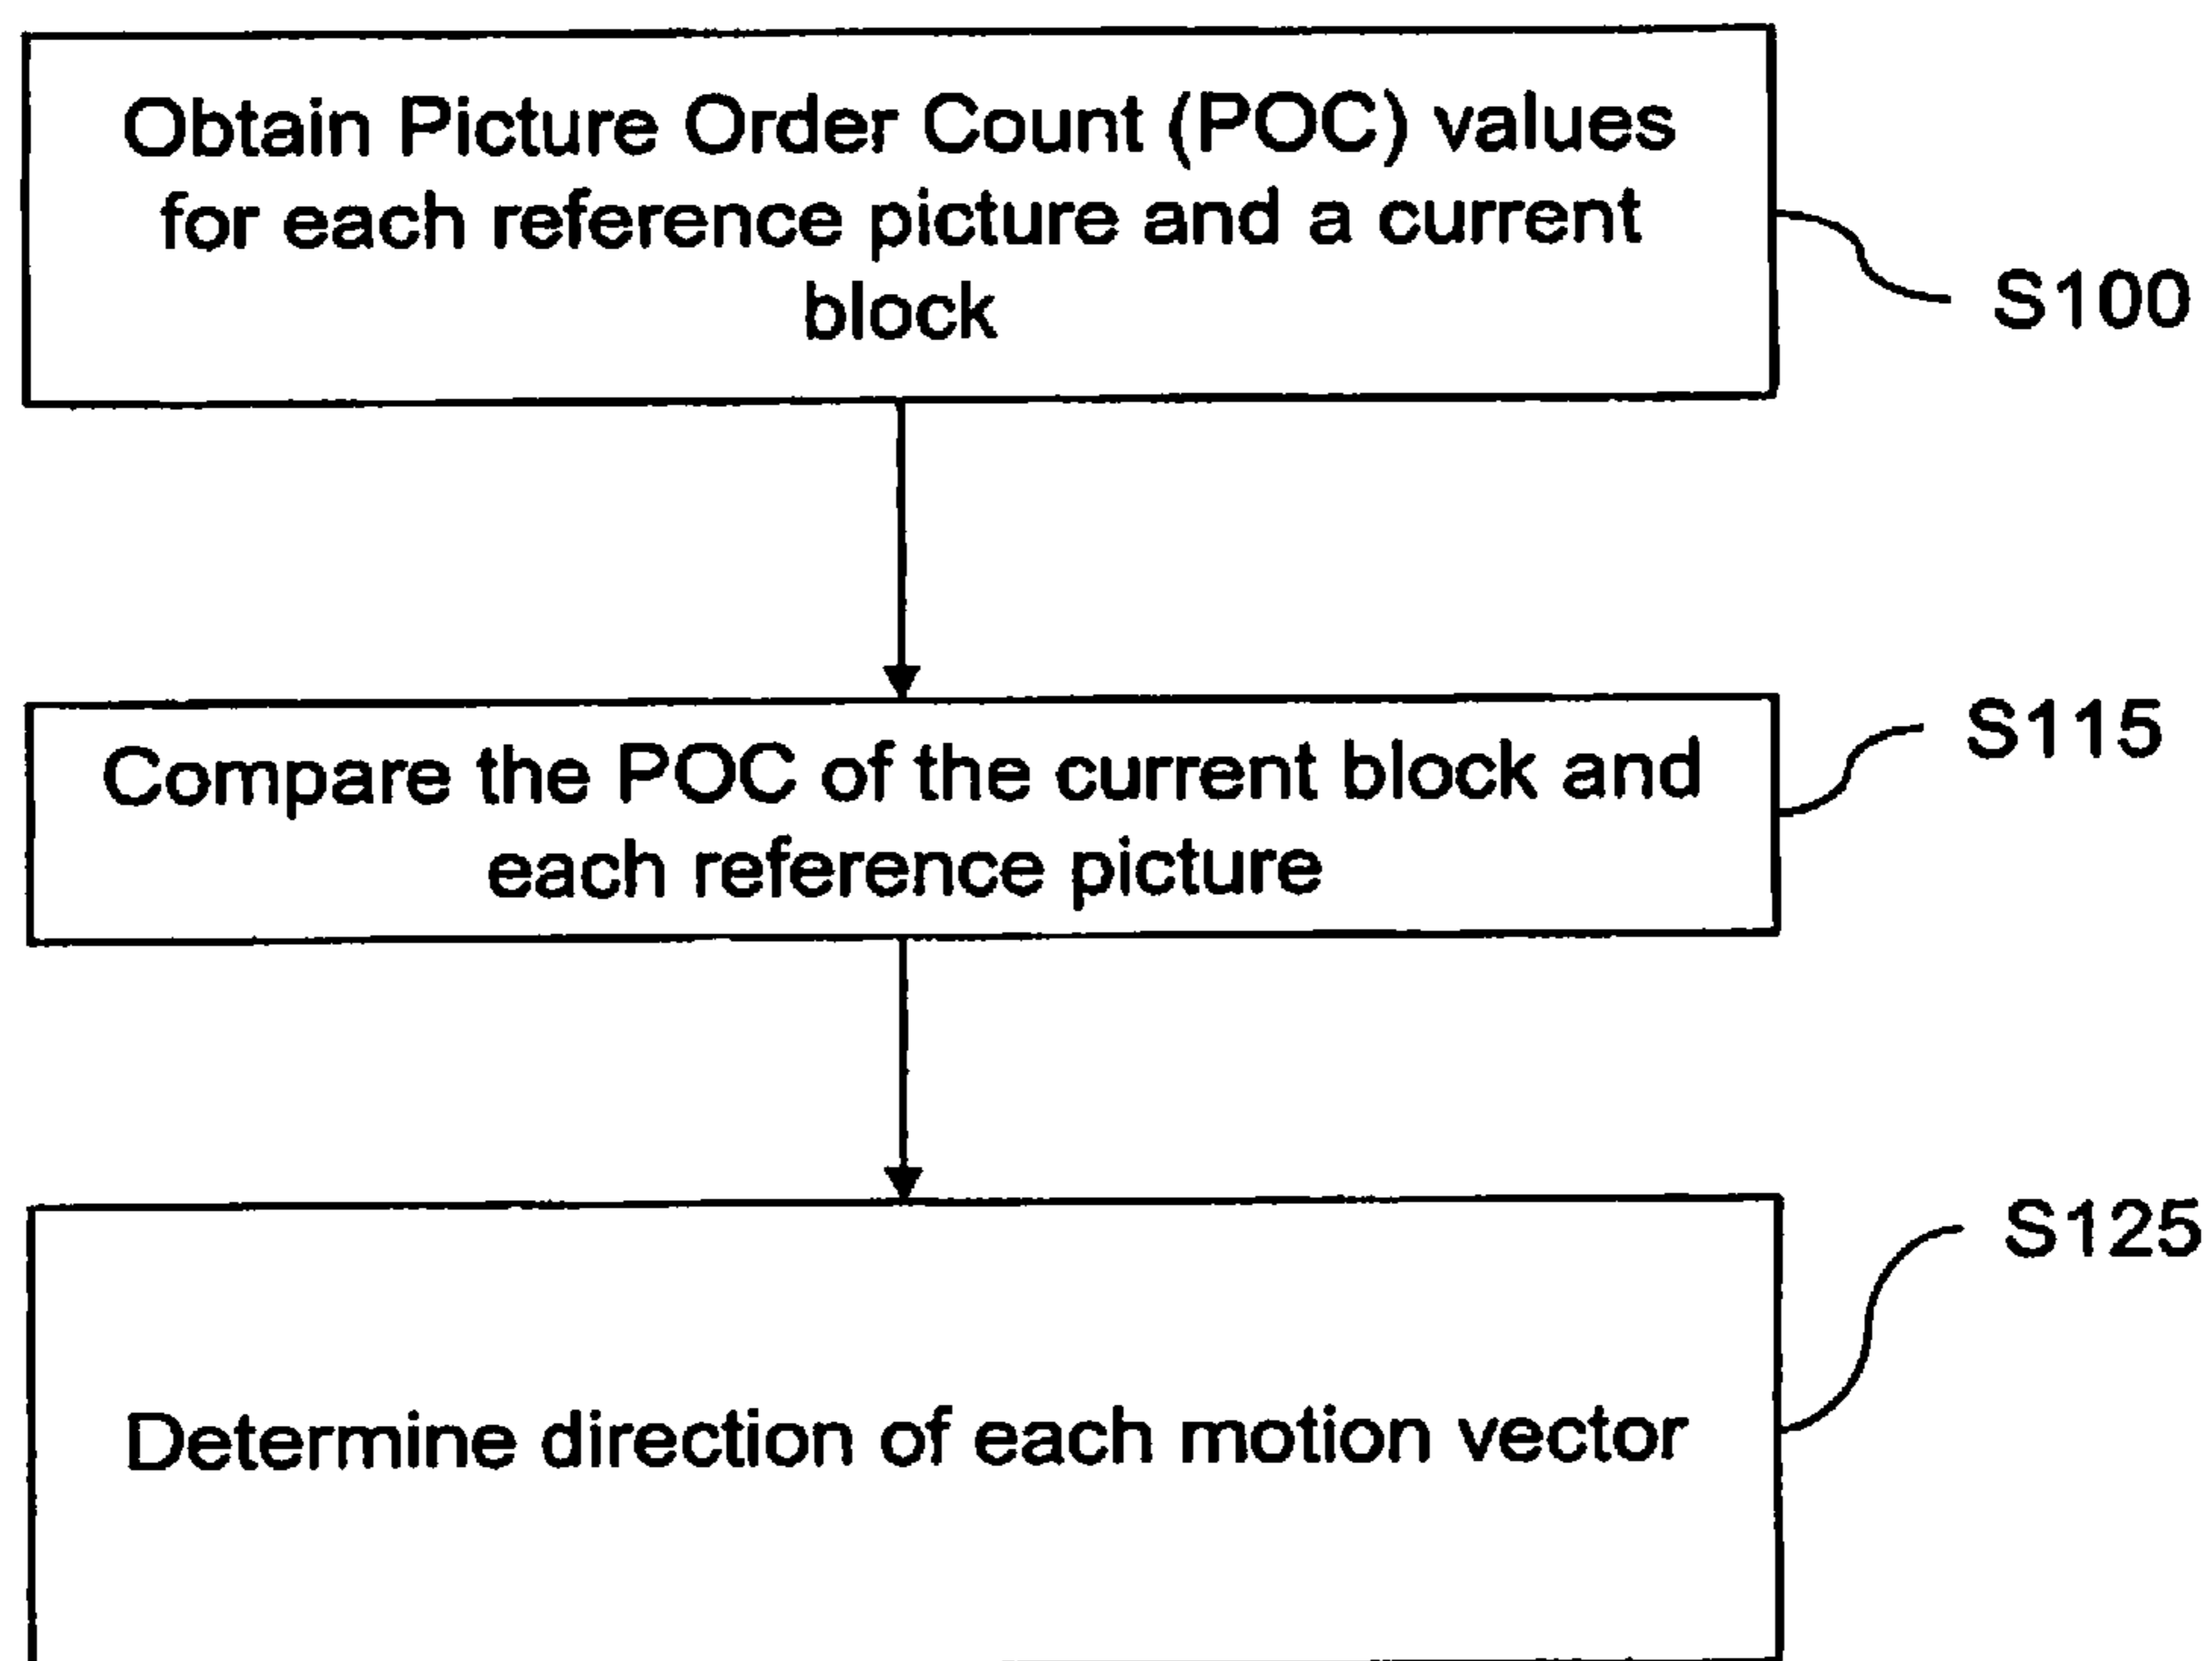 Obtain Picture Order Count (POC) values
for each reference picture and a current
block
S100
Compare the POC of the current block and
each reference picture
S115
Determine direction of each motion vector
S125